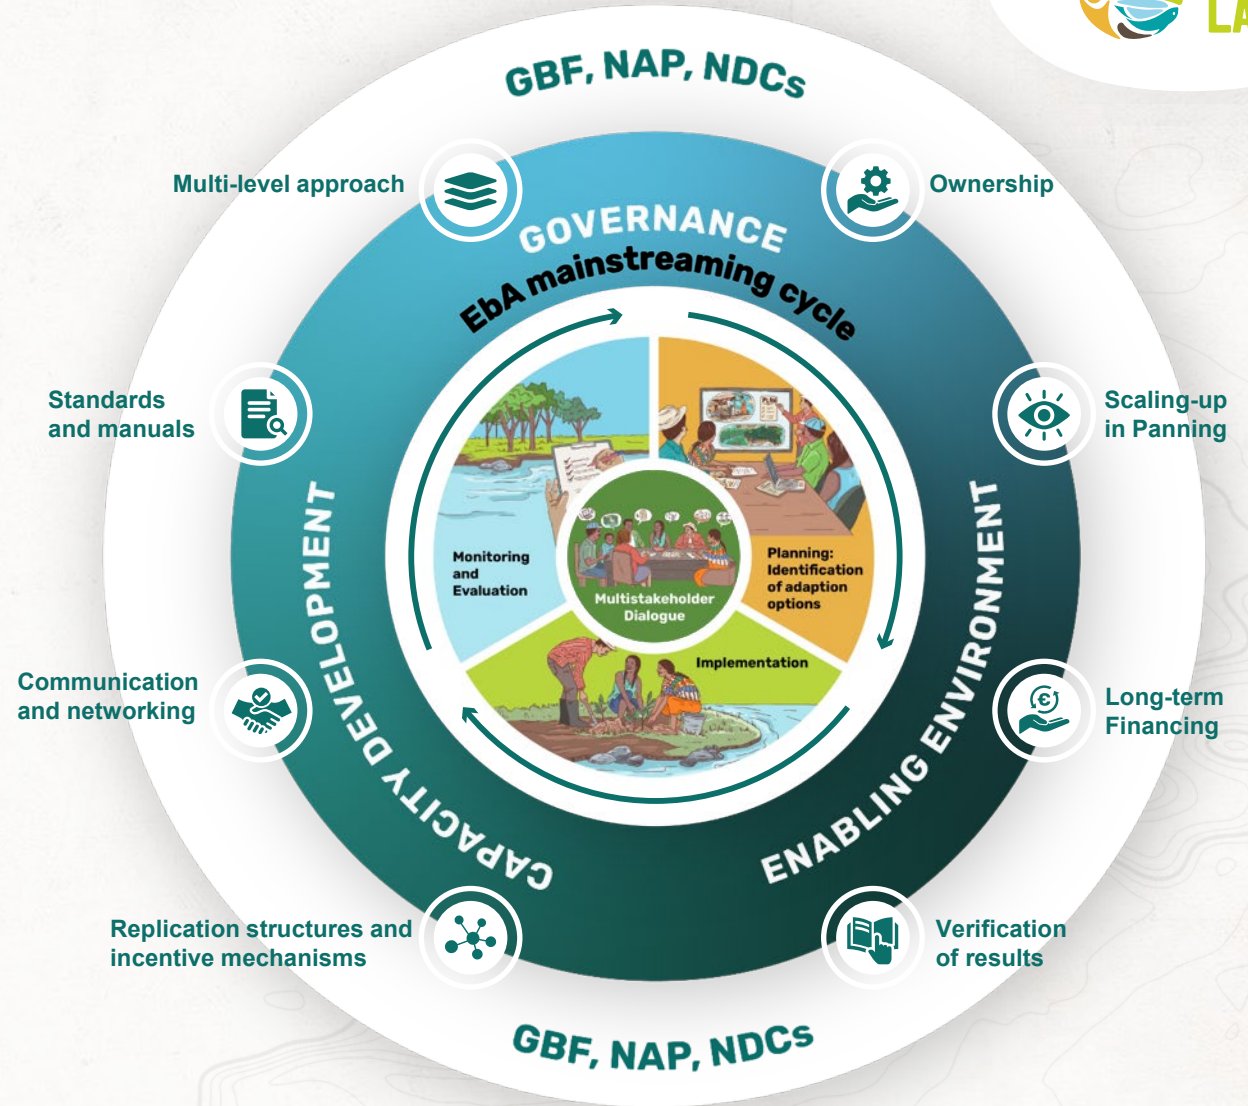 LA
GBF, NAP, NDCs
Multi-level approach
Ownership
GOVERNANCE
EbA mainstreaming cycle
Standards
and manuals
Scaling-up
in Panning
PLAN
Monitoring
and
Evaluation
Planning:
Identification
of adaption
options
Multistakeholder
Dialogue
Implementation
CAPACITY DEVELOPMENT
ENABLING ENVIRONMENT
Communication
and networking
Long-term
Financing
Replication structures and
incentive mechanisms
Verification
of results
GBF, NAP, NDCs